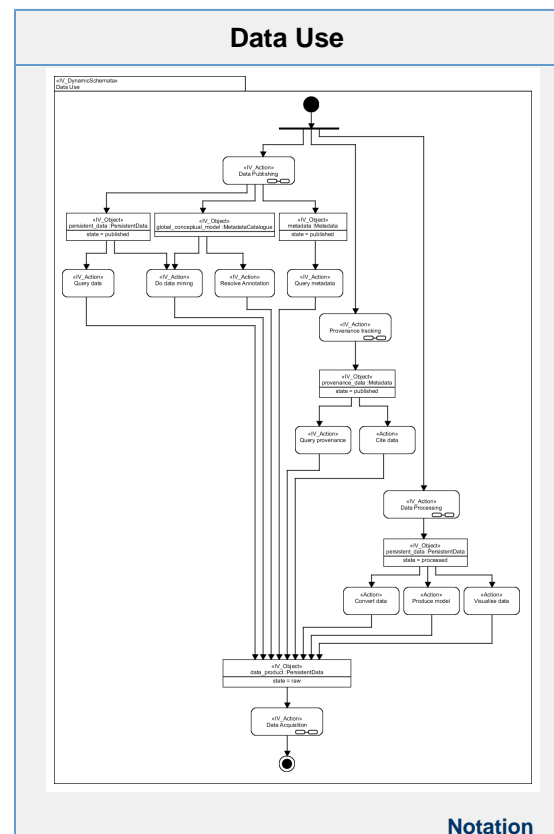 Data Use
«IV_DynamicSchemata»
Data Use
«IV_Action»
Data Publishing
«IV_Object»
persistent_data :PersistentData
state = published
«IV_Object»
global_conceptual_model :MetadataCatalogue
«IV_Object»
metadata :Metadata
state = published
«IV_Action»
Query data
«IV_Action»
Do data mining
«IV_Action»
Resolve Annotation
«IV_Action»
Query metadata
«IV_Action»
Provenance tracking
«IV_Object»
provenance_data :Metadata
state = published
«IV_Action»
Query provenance
«Action»
Cite data
«IV_Action»
Data Processing
«IV_Object»
persistent_data :PersistentData
state = processed
«Action»
Convert data
«Action»
Produce model
«Action»
Visualise data
«IV_Object»
data_product :PersistentData
state = raw
«IV_Action»
Data Acquisition
Notation